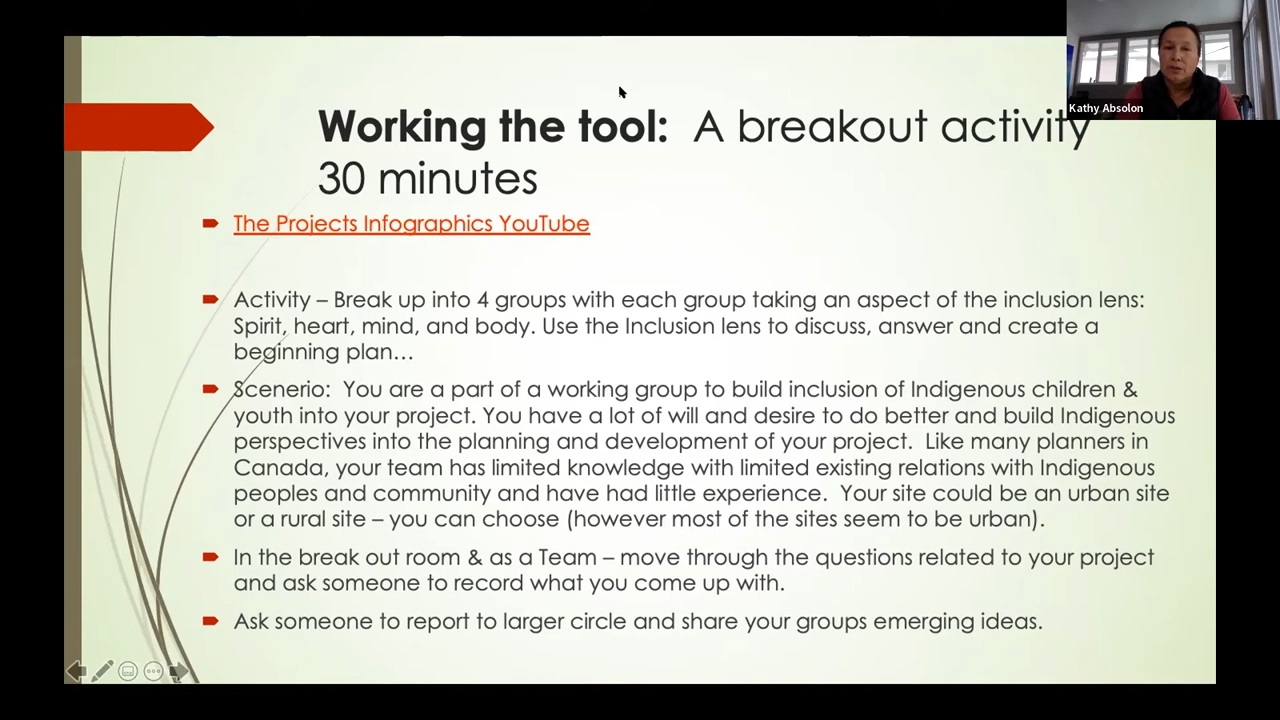 Kathy Absolon
Working the tool: A breakout activity
30 minutes
The Projects Infographics YouTube
Activity – Break up into 4 groups with each group taking an aspect of the inclusion lens:
Spirit, heart, mind, and body. Use the Inclusion lens to discuss, answer and create a
beginning plan…
Scenerio: You are a part of a working group to build inclusion of Indigenous children &
youth into your project. You have a lot of will and desire to do better and build Indigenous
perspectives into the planning and development of your project. Like many planners in
Canada, your team has limited knowledge with limited existing relations with Indigenous
peoples and community and have had little experience. Your site could be an urban site
or a rural site – you can choose (however most of the sites seem to be urban).
In the break out room & as a Team – move through the questions related to your project
and ask someone to record what you come up with.
Ask someone to report to larger circle and share your groups emerging ideas.